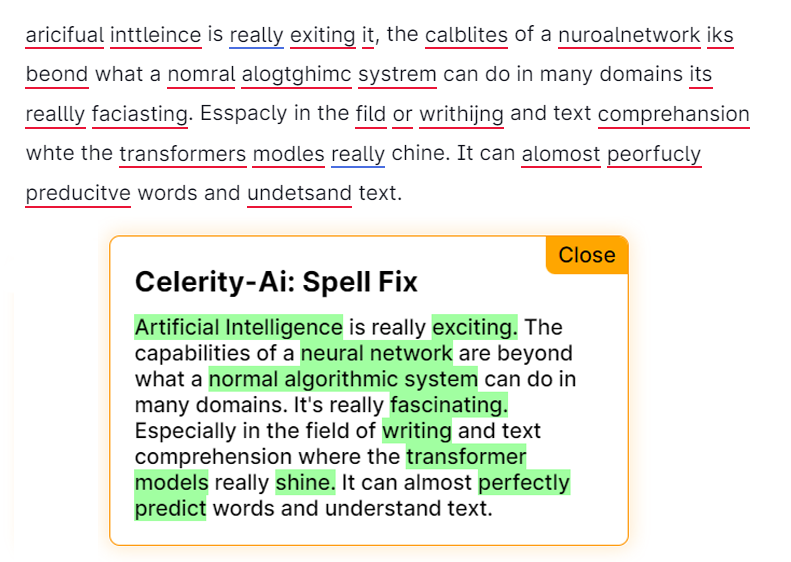 aricifual inttleince is really exiting it, the calblites of a nuroalnetwork iks
beond what a nomral alogtghimc systrem can do in many domains its
reallly faciasting. Esspacly in the fild or writhijng and text comprehansion
whte the transformers modles really chine. It can alomost peorfucly
preducitve words and undetsand text.
Close
Celerity-Ai: Spell Fix
Artificial Intelligence is really exciting. The
capabilities of a neural network are beyond
what a normal algorithmic system can do in
many domains. It's really fascinating.
Especially in the field of writing and text
comprehension where the transformer
models really shine. It can almost perfectly
predict words and understand text.